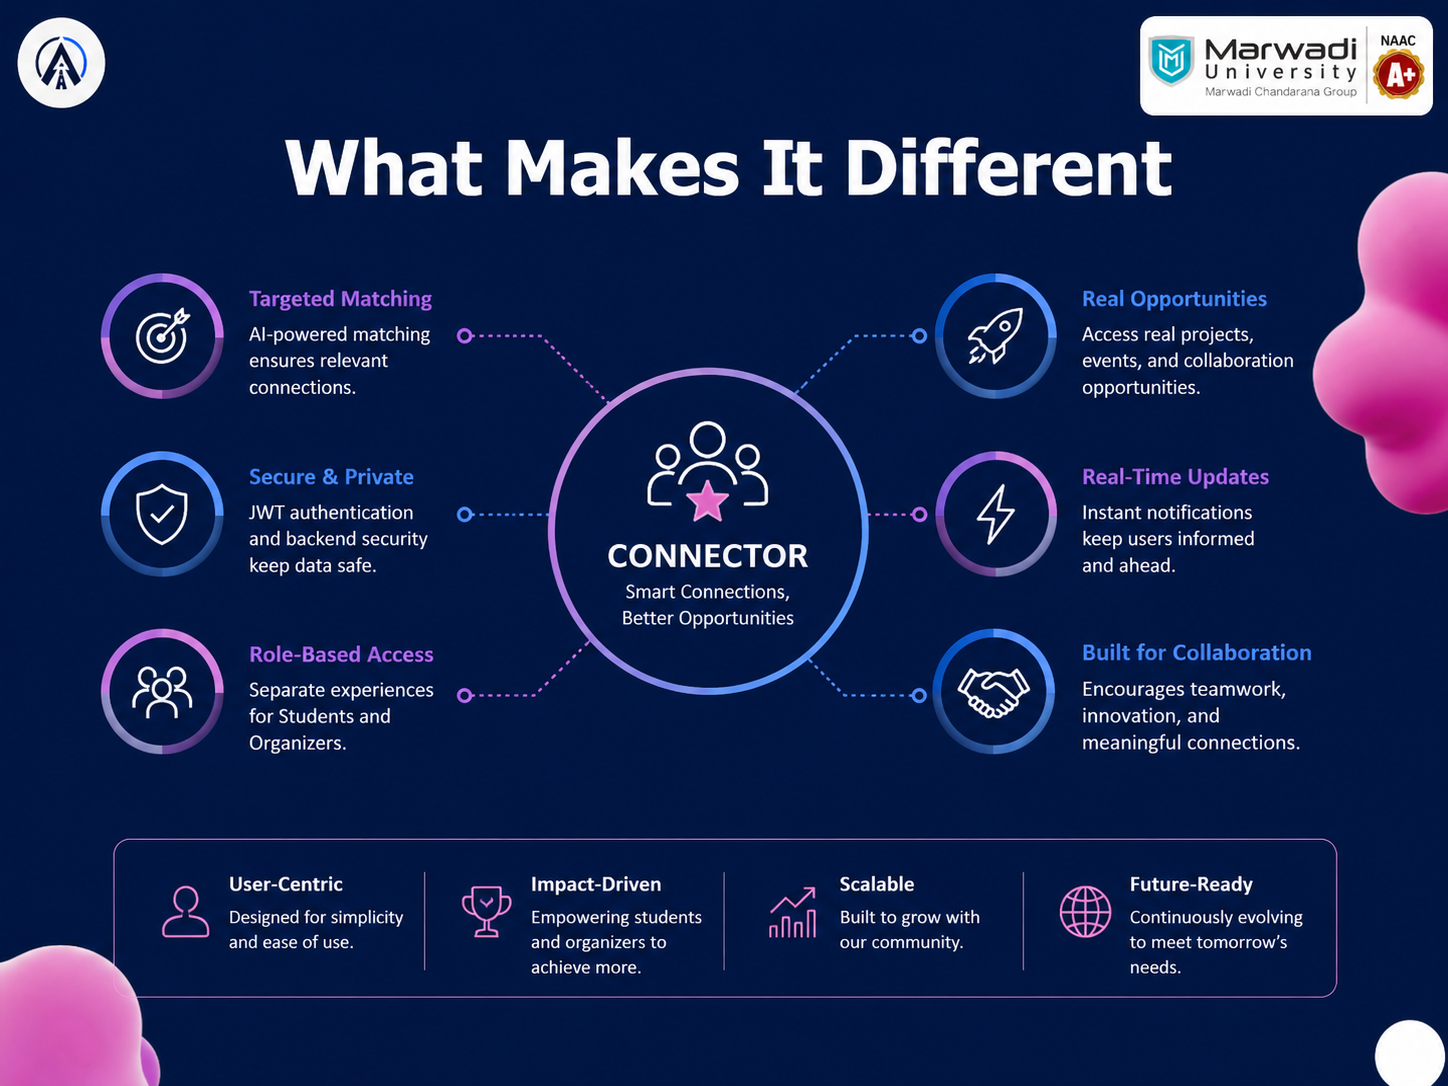 Marwadi
University
Marwadi Chandarana Group
NAAC
A+
What Makes It Different
Targeted Matching
AI-powered matching
ensures relevant
connections.
Secure & Private
JWT authentication
and backend security
keep data safe.
Role-Based Access
Separate experiences
for Students and
Organizers.
CONNECTOR
Smart Connections,
Better Opportunities
Real Opportunities
Access real projects,
events, and collaboration
opportunities.
Real-Time Updates
Instant notifications
keep users informed
and ahead.
Built for Collaboration
Encourages teamwork,
innovation, and
meaningful connections.
User-Centric
Designed for simplicity
and ease of use.
Impact-Driven
Empowering students
and organizers to
achieve more.
Scalable
Built to grow with
our community.
Future-Ready
Continuously evolving
to meet tomorrow's
needs.